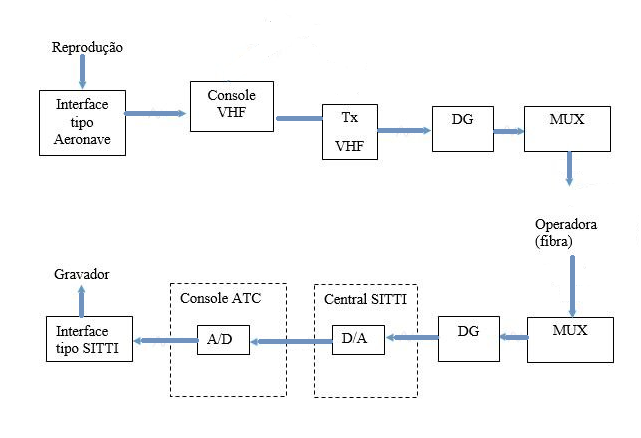 Reprodução
Interface
tipo
Aeronave
Console
VHF
Tx
VHF
DG
MUX
Operadora
(fibra)
MUX
DG
Central SITTI
D/A
Console ATC
A/D
Interface
tipo SITTI
Gravador